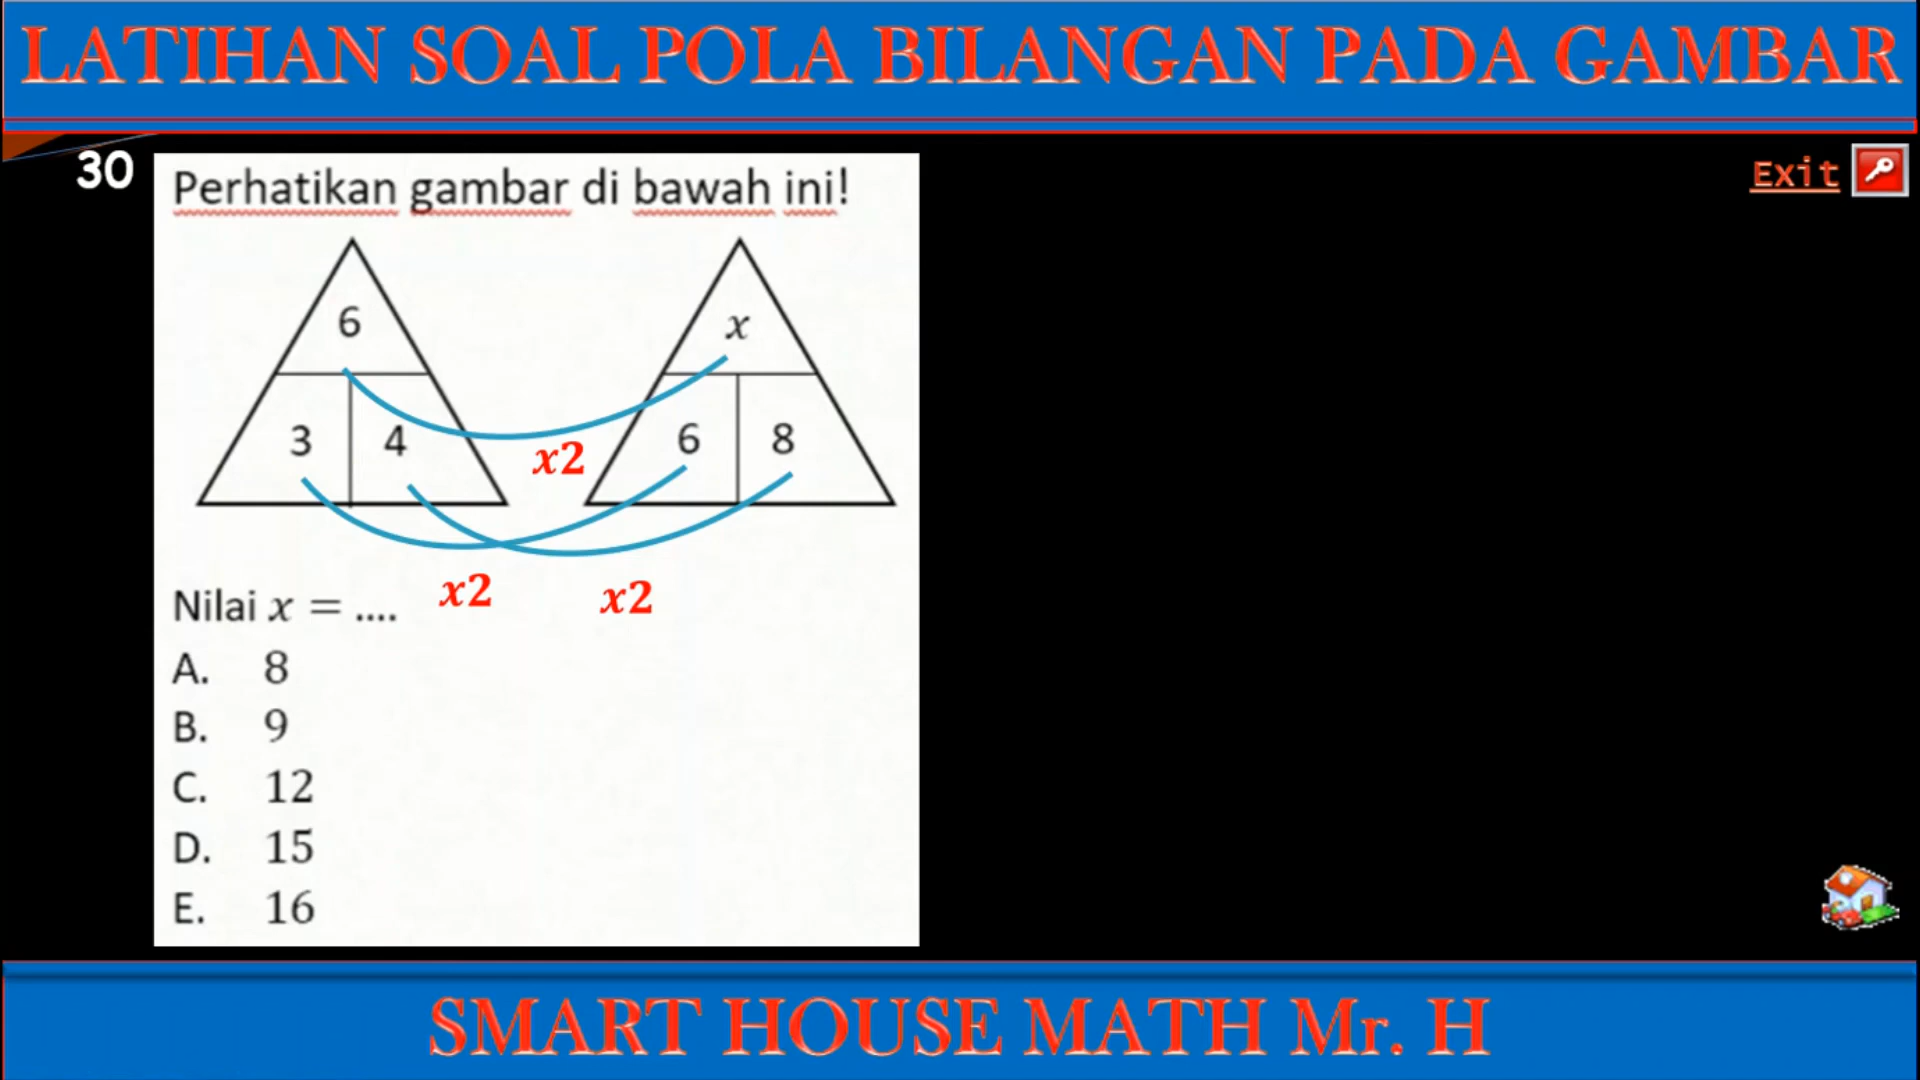 LATIHAN SOAL POLA BILANGAN PADA GAMBAR
30
Exit
Perhatikan gambar di bawah ini!
6
x
3 4
6 8
x2
x2 x2
Nilai x = ....
A. 8
B. 9
C. 12
D. 15
E. 16
SMART HOUSE MATH Mr. H